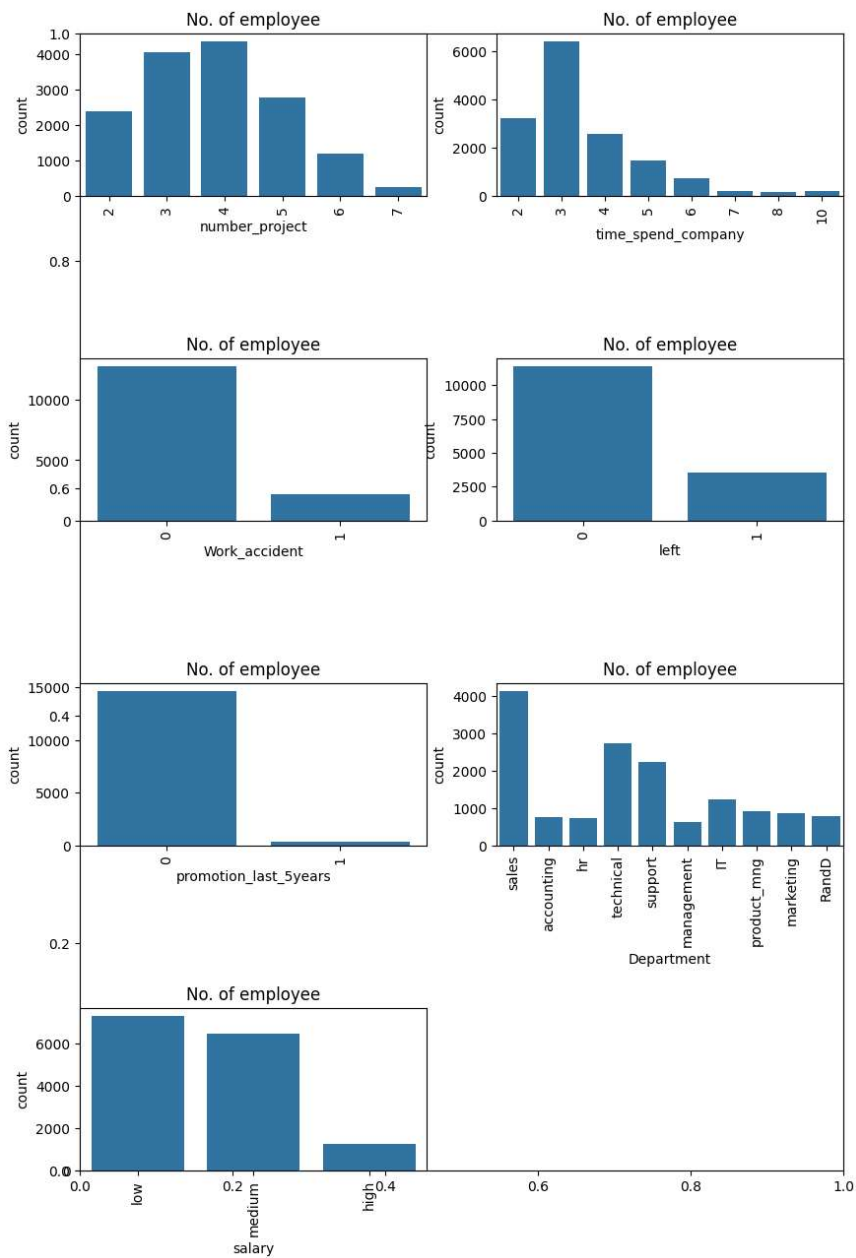 No. of employee
1.0
4000
3000
2000
1000
0
count
2 3 4 5 6 7
number_project
No. of employee
6000
4000
2000
0
count
2 3 4 5 6 7 8 10
time_spend_company
0.8
No. of employee
10000
5000
0.6
0
count
0 1
Work_accident
No. of employee
10000
7500
5000
2500
0
count
0 1
left
No. of employee
15000
0.4
10000
5000
0
count
0 1
promotion_last_5years
No. of employee
4000
3000
2000
1000
0
count
sales
accounting
hr
technical
support
management
IT
product_mng
marketing
RandD
Department
0.2
No. of employee
6000
4000
2000
0
0.0
count
0.0 0.2 0.4 0.6 0.8 1.0
low
medium
high
salary